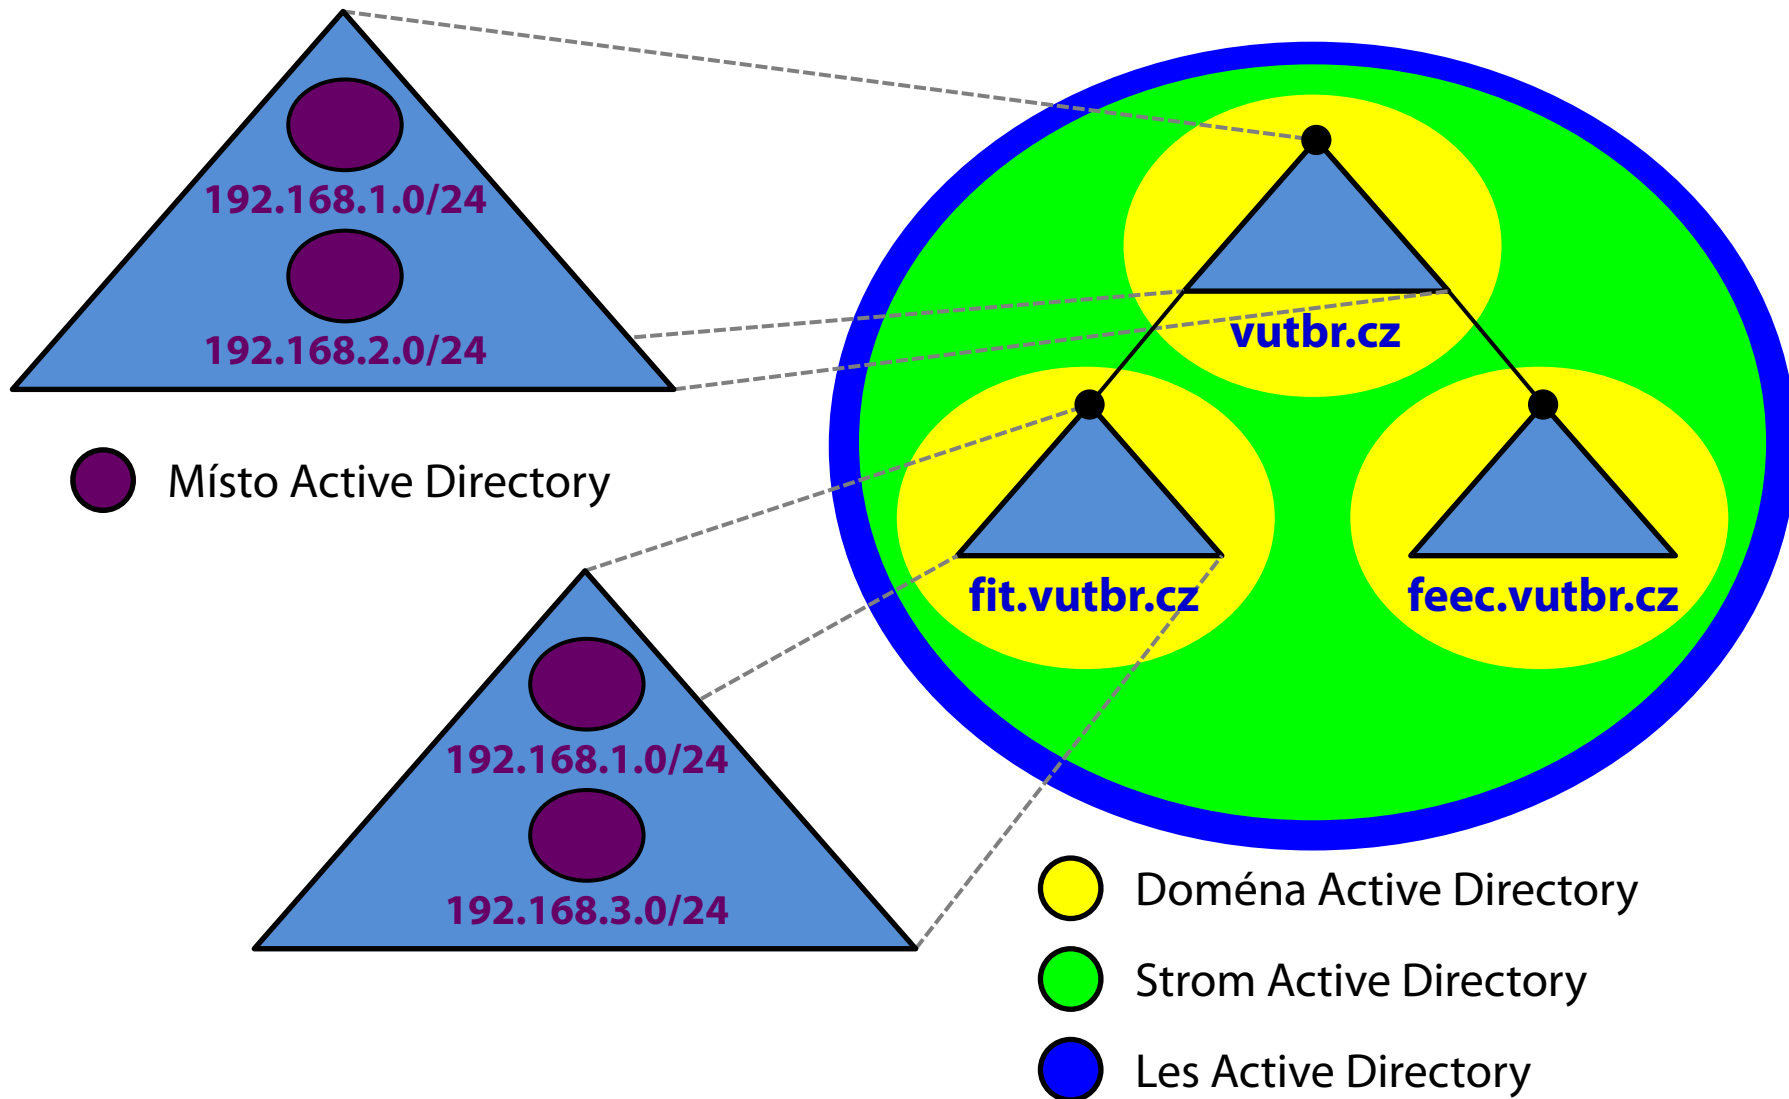 192.168.1.0/24
192.168.2.0/24
Místo Active Directory
vutbr.cz
fit.vutbr.cz
feec.vutbr.cz
192.168.1.0/24
192.168.3.0/24
Doména Active Directory
Strom Active Directory
Les Active Directory